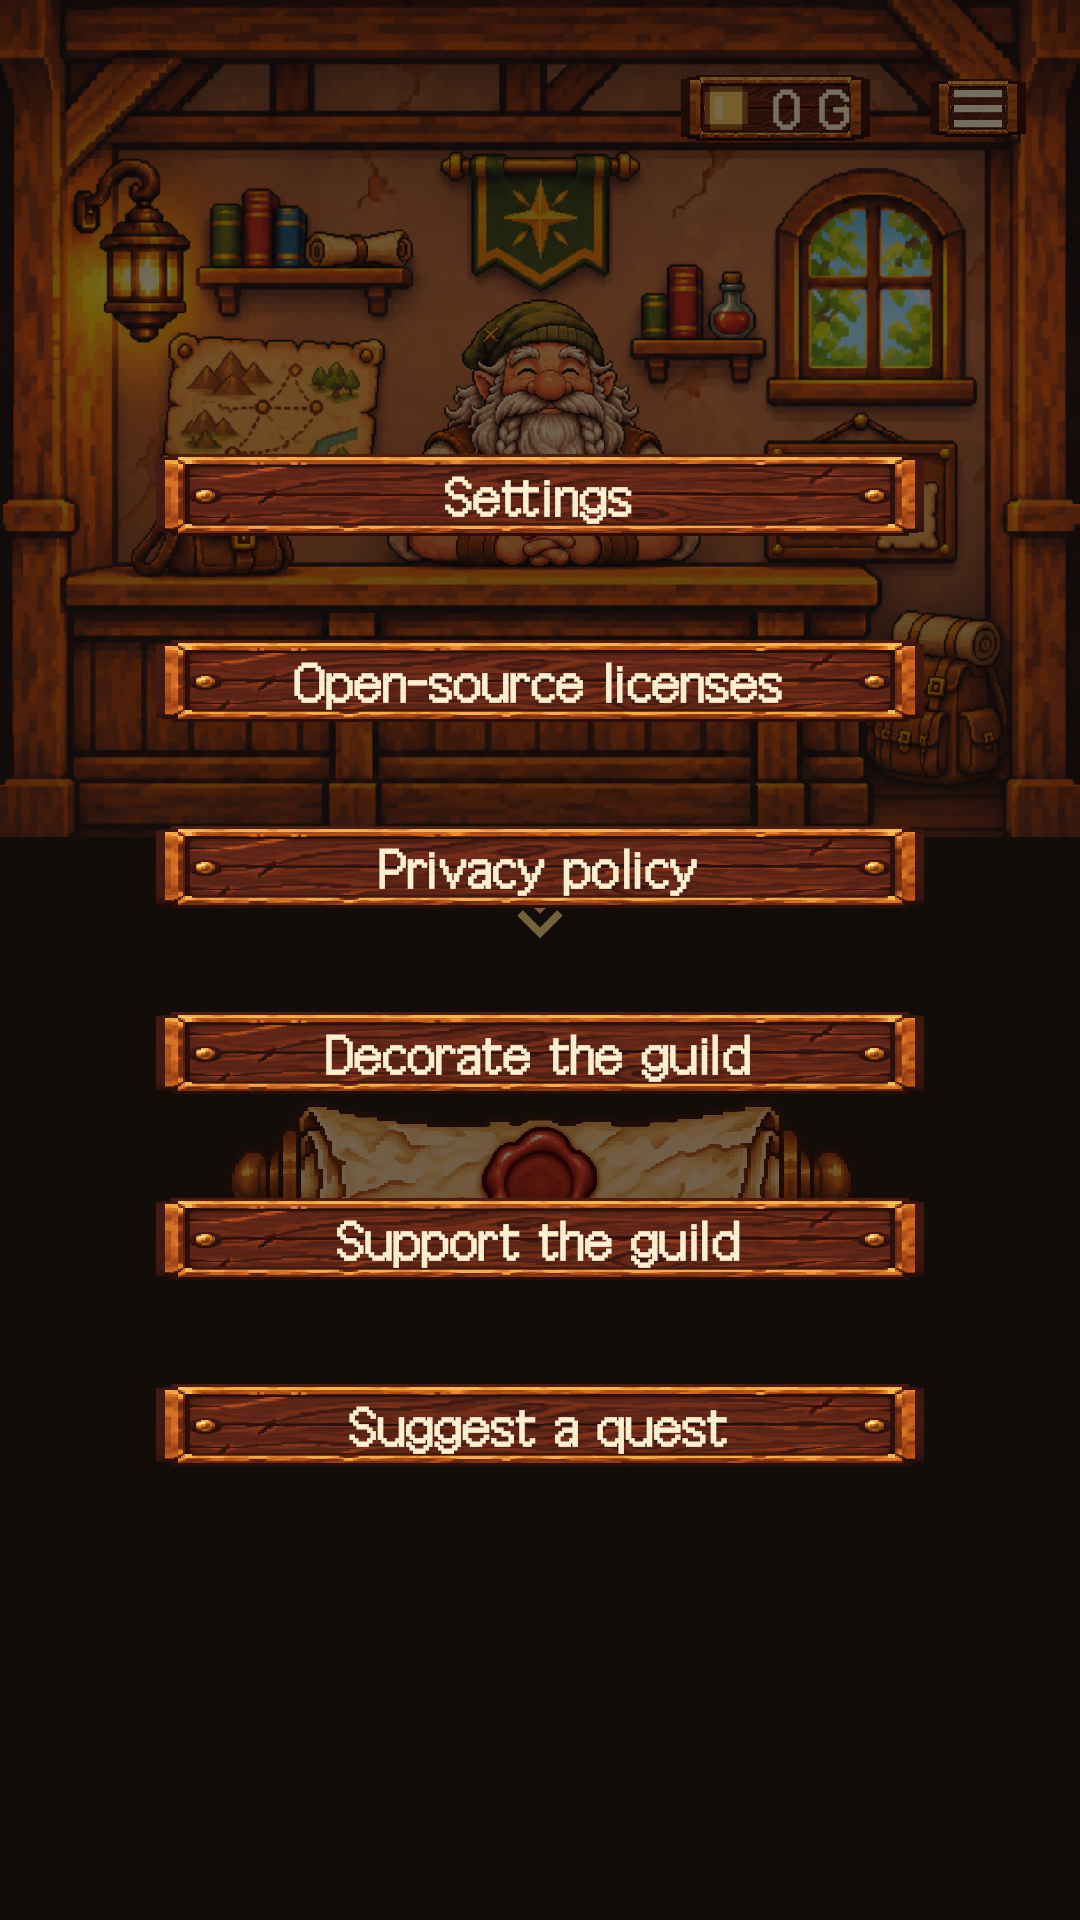 0 G
Settings
Open-source licenses
Privacy policy
Decorate the guild
Support the guild
Suggest a quest